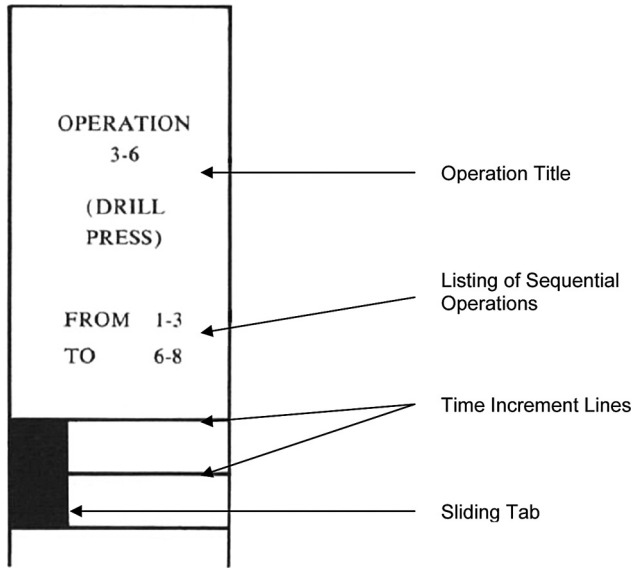 OPERATION
3-6
(DRILL
PRESS)
FROM 1-3
TO 6-8
Operation Title
Listing of Sequential
Operations
Time Increment Lines
Sliding Tab